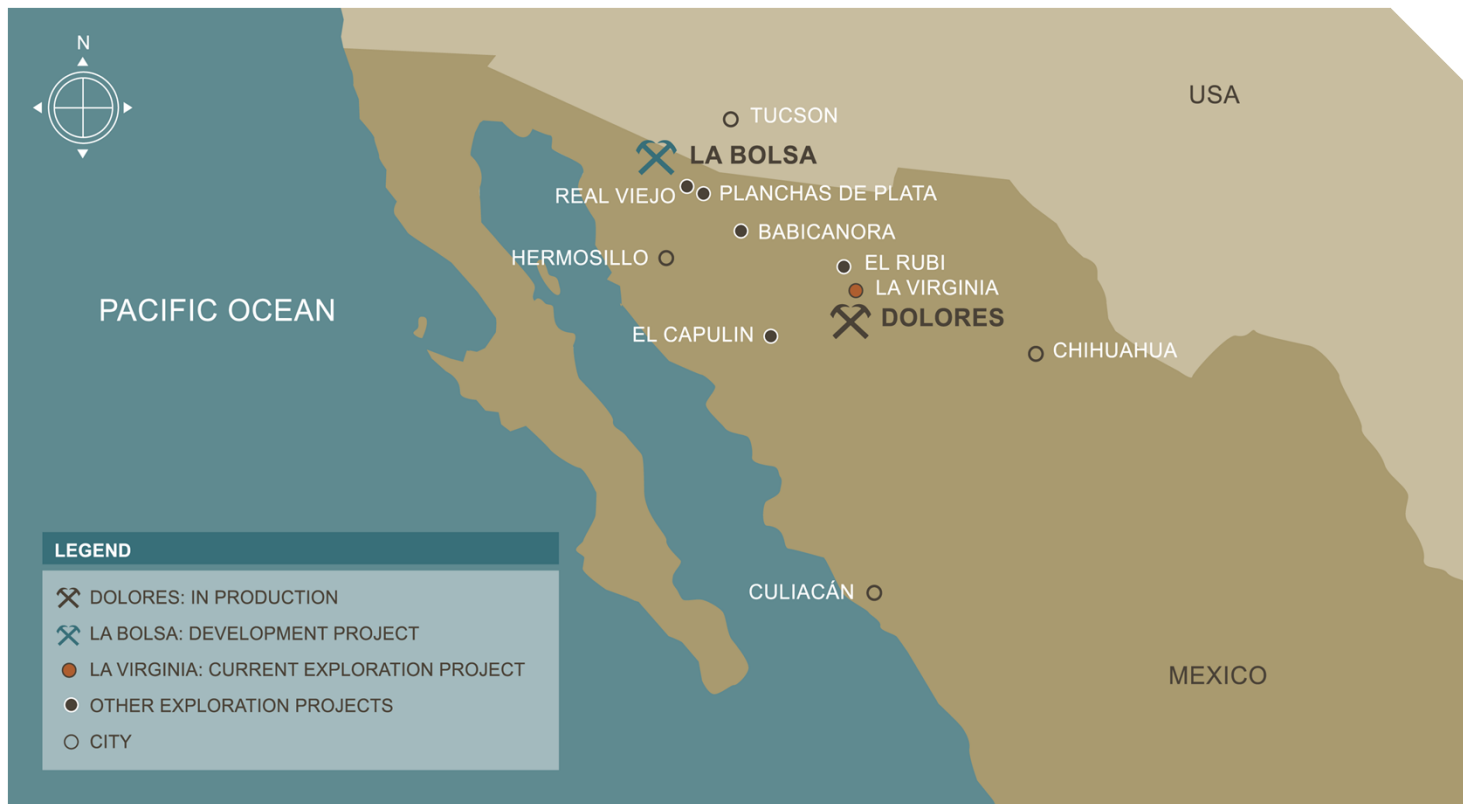 N
USA
TUCSON
LA BOLSA
REAL VIEJO
PLANCHAS DE PLATA
BABICANORA
HERMOSILLO
EL RUBI
LA VIRGINIA
PACIFIC OCEAN
DOLORES
EL CAPULIN
CHIHUAHUA
LEGEND
DOLORES: IN PRODUCTION
LA BOLSA: DEVELOPMENT PROJECT
LA VIRGINIA: CURRENT EXPLORATION PROJECT
OTHER EXPLORATION PROJECTS
CITY
CULIACÁN
MEXICO